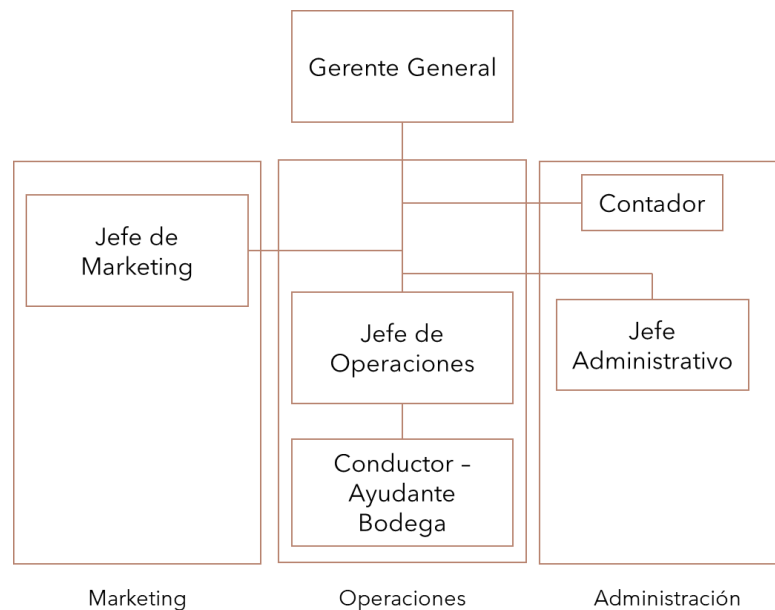 Gerente General
Jefe de
Marketing
Contador
Jefe de
Operaciones
Jefe
Administrativo
Conductor –
Ayudante
Bodega
Marketing
Operaciones
Administración